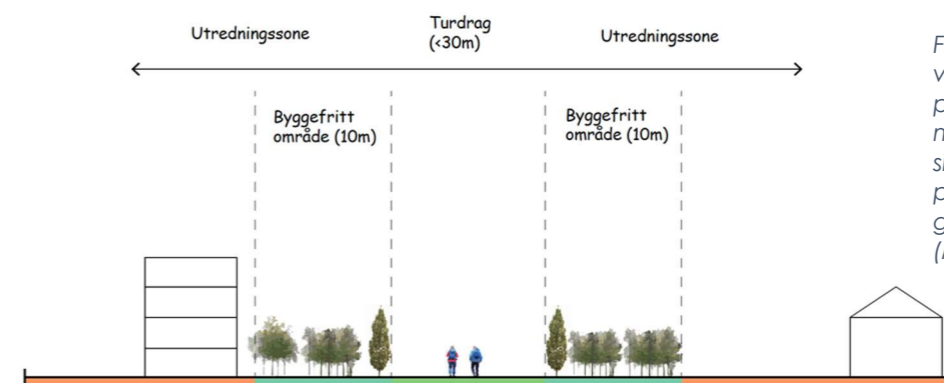 Utredningssone
Turdrag
(<30m)
Utredningssone
Byggefritt
område (10m)
Byggefritt
område (10m)